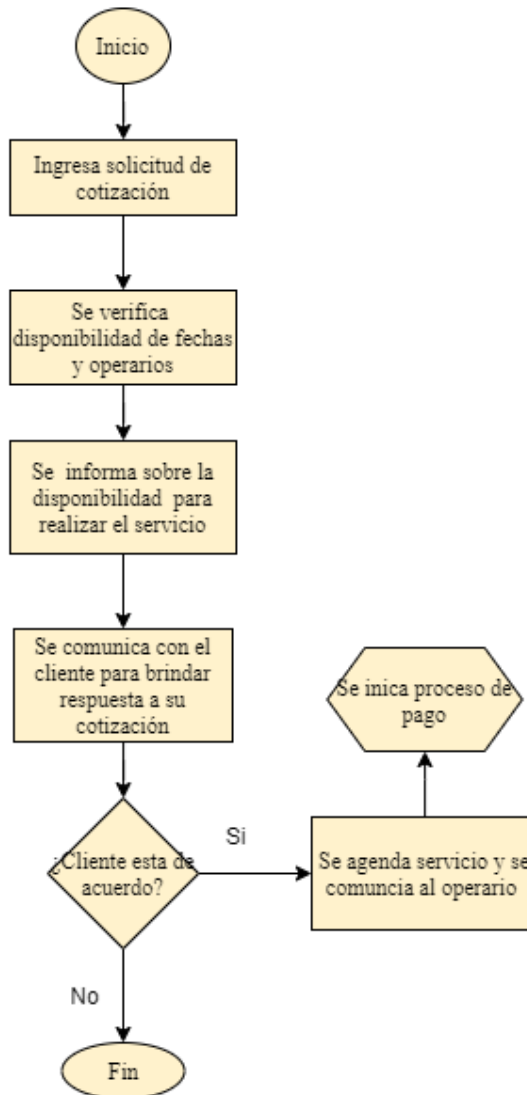 Inicio
Ingresa solicitud de
cotización
Se verifica
disponibilidad de fechas
y operarios
Se informa sobre la
disponibilidad para
realizar el servicio
Se comunica con el
cliente para brindar
respuesta a su
cotización
¿Cliente esta de
acuerdo?
Si
Se agenda servicio y se
comuncia al operario
Se inica proceso de
pago
No
Fin